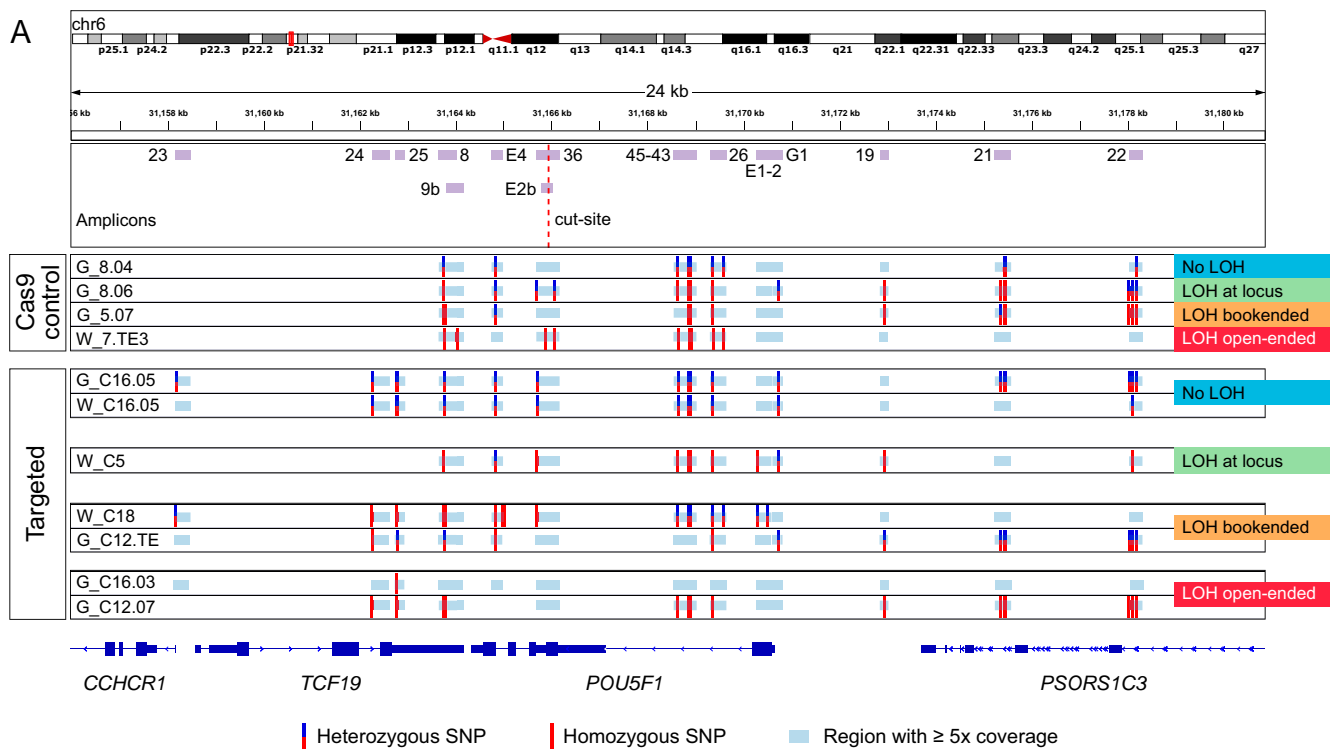 A
chr6
p25.1 p24.2 p22.3 p22.2 p21.32 p21.1 p12.3 p12.1 q11.1 q12 q13 q14.1 q14.3 q16.1 q16.3 q21 q22.1 q22.31 q22.33 q23.3 q24.2 q25.1 q25.3 q27
24 kb
56 kb 31,158 kb 31,160 kb 31,162 kb 31,164 kb 31,166 kb 31,168 kb 31,170 kb 31,172 kb 31,174 kb 31,176 kb 31,178 kb 31,180 kb
23 24 25 8 E4 36 45-43 26 G1 19 21 22
E1-2
9b E2b
Amplicons cut-site
Cas9
control
G_8.04 No LOH
G_8.06 LOH at locus
G_5.07 LOH bookended
W_7.TE3 LOH open-ended
Targeted
G_C16.05
No LOH
W_C16.05
W_C5 LOH at locus
W_C18
LOH bookended
G_C12.TE
G_C16.03
LOH open-ended
G_C12.07
CCHCR1 TCF19 POU5F1 PSORS1C3
Heterozygous SNP Homozygous SNP Region with ≥ 5x coverage